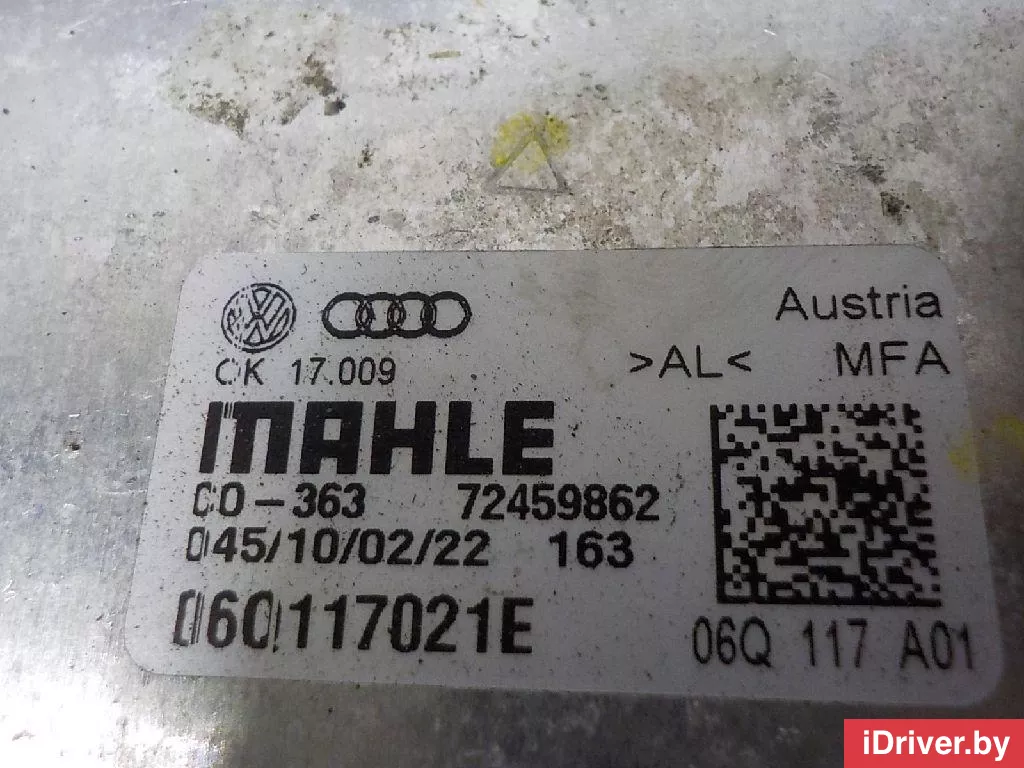 Austria
OK 17.009 >AL< MFA
MAHLE
CO-363 72459862
045/10/02/22 163
06Q117021E
06Q 117 A01
iDriver.by